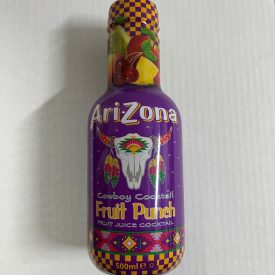 AriZona
Cowboy Cocktail
Fruit Punch
FRUIT JUICE COCKTAIL
500ml e